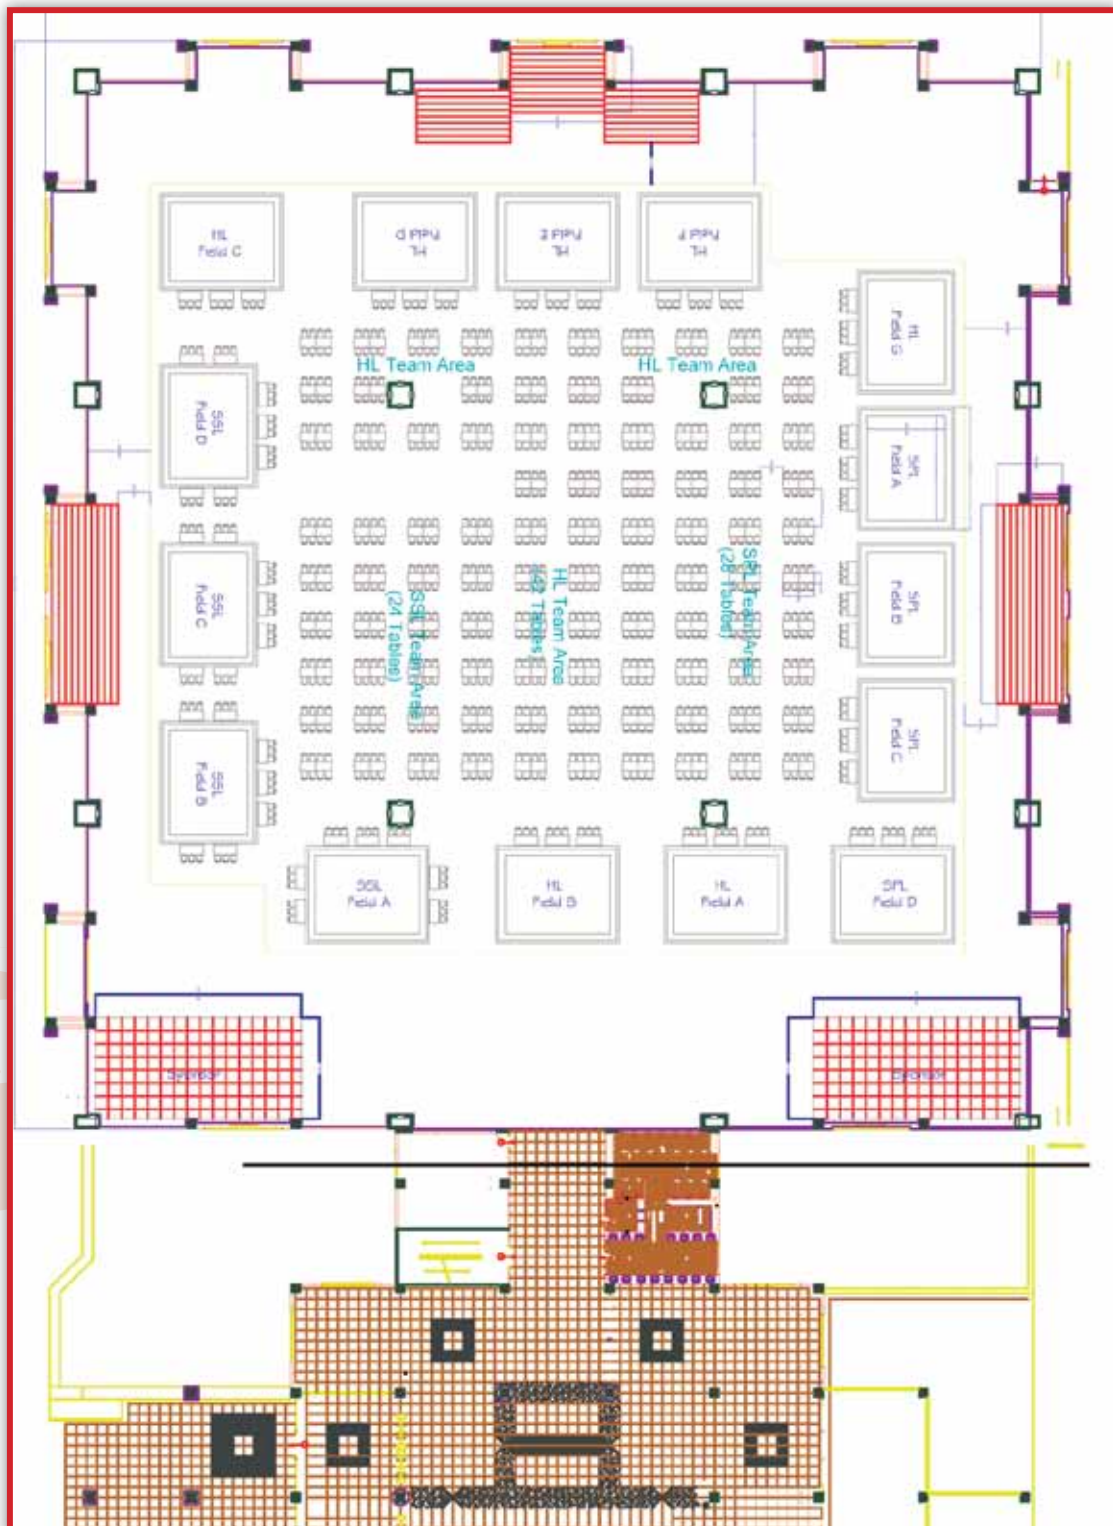 HL
Field C
HL
Field D
HL
Field E
HL
Field F
HL
Field G
HL Team Area
HL Team Area
SSL
Field D
SPL
Field A
SSL
Field C
SPL
Field B
SSL Team Area
(24 Tables)
HL Team Area
(42 Tables)
SPL Team Area
(28 Tables)
SSL
Field B
SPL
Field C
SSL
Field A
HL
Field B
HL
Field A
SPL
Field D
Sponsor
Sponsor